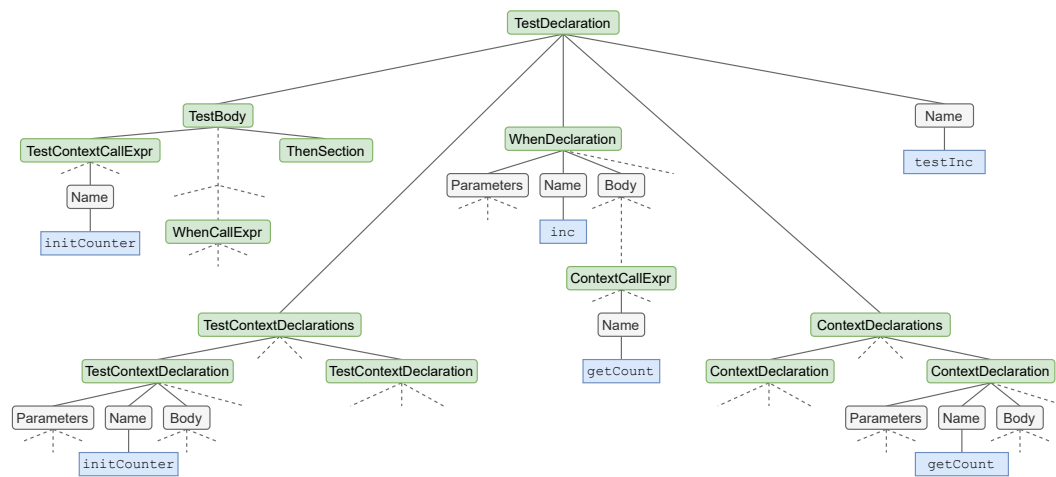 TestDeclaration
TestBody
Name
TestContextCallExpr
ThenSection
WhenDeclaration
testInc
Name
Parameters
Name
Body
initCounter
WhenCallExpr
inc
ContextCallExpr
Name
TestContextDeclarations
ContextDeclarations
TestContextDeclaration
TestContextDeclaration
getCount
ContextDeclaration
ContextDeclaration
Parameters
Name
Body
Parameters
Name
Body
initCounter
getCount